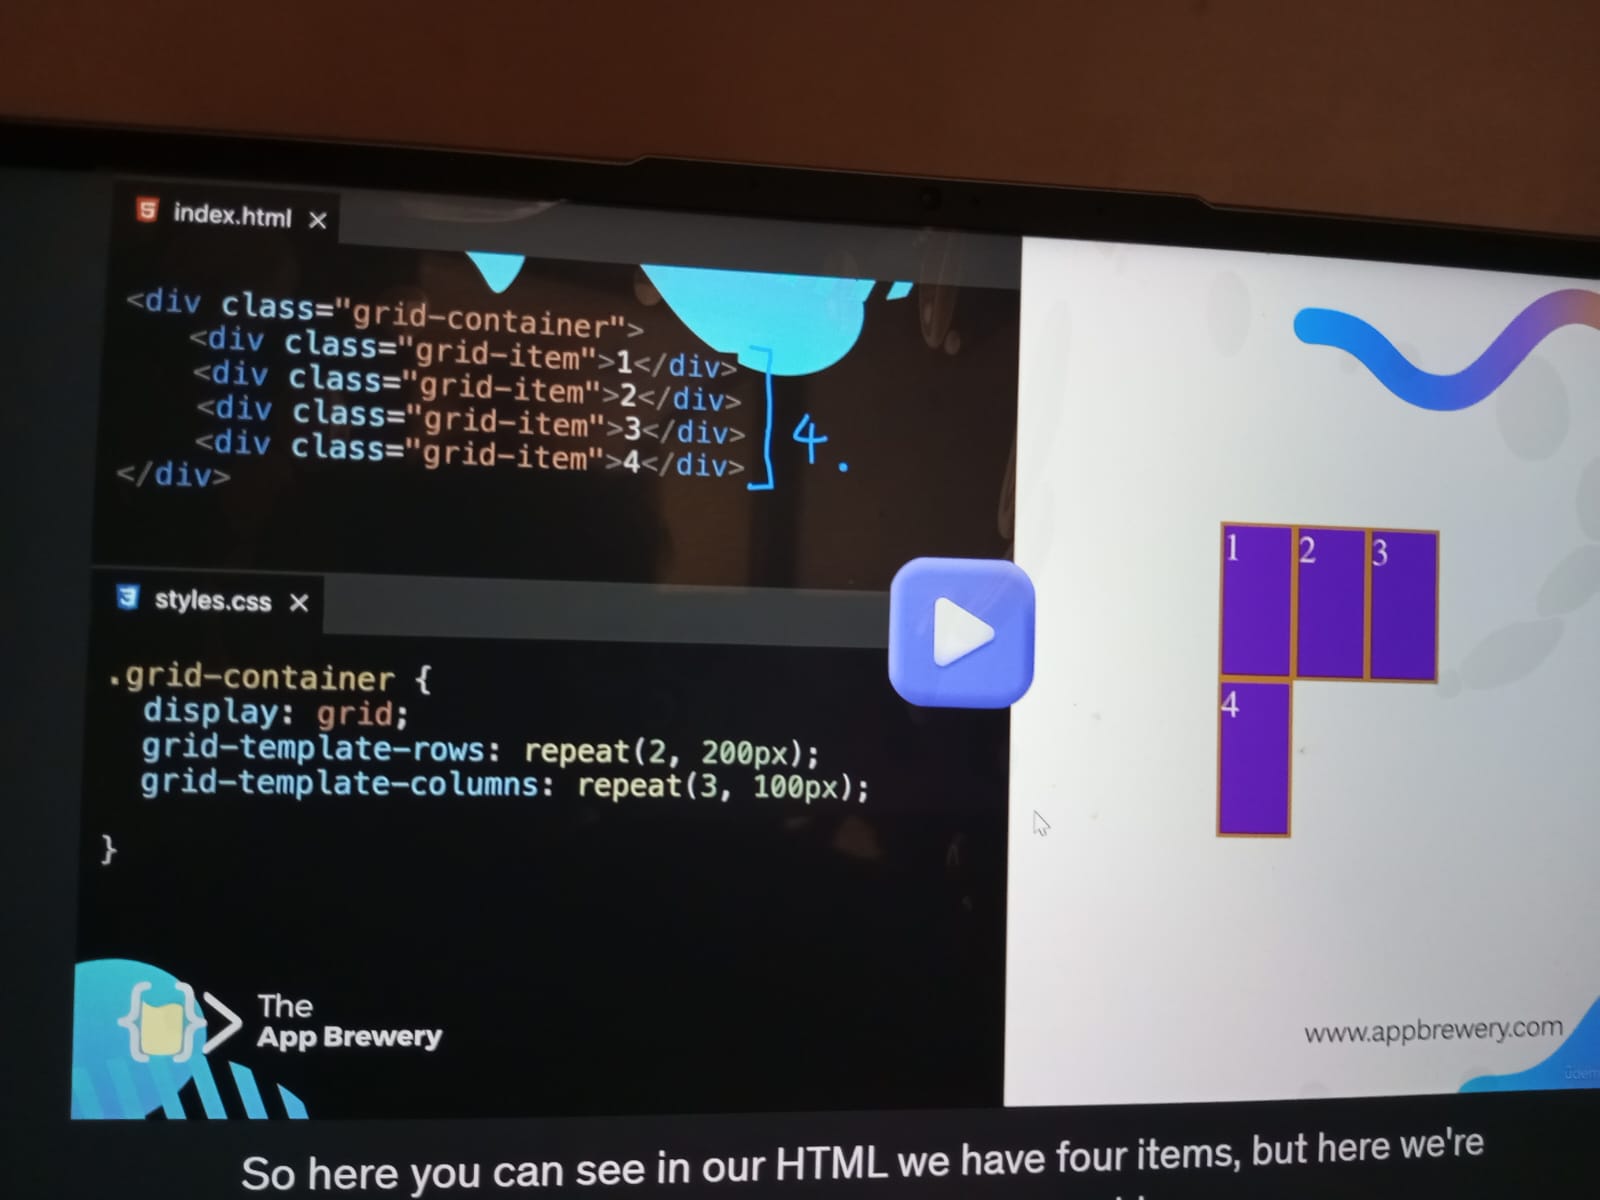 index.html ×
<div class="grid-container">
<div class="grid-item">1</div>
<div class="grid-item">2</div>
<div class="grid-item">3</div>
<div class="grid-item">4</div>
</div>
4.
styles.css ×
.grid-container {
display: grid;
grid-template-rows: repeat(2, 200px);
grid-template-columns: repeat(3, 100px);
}
1 2 3
4
The
App Brewery
www.appbrewery.com
So here you can see in our HTML we have four items, but here we're